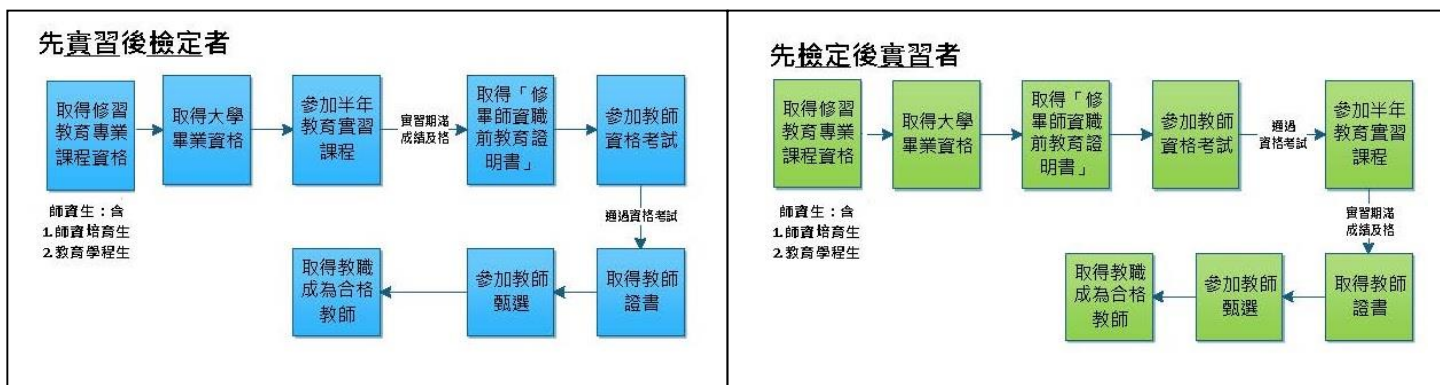 先實習後檢定者
取得修習
教育專業
課程資格
取得大學
畢業資格
參加半年
教育實習
課程
實習期滿
成績及格
取得「修
畢師資職
前教育證
明書」
參加教師
資格考試
師資生：含
1.師資培育生
2.教育學程生
通過資格考試
取得教職
成為合格
教師
參加教師
甄選
取得教師
證書
先檢定後實習者
取得修習
教育專業
課程資格
取得大學
畢業資格
取得「修
畢師資職
前教育證
明書」
參加教師
資格考試
通過
資格考試
參加半年
教育實習
課程
師資生：含
1.師資培育生
2.教育學程生
實習期滿
成績及格
取得教職
成為合格
教師
參加教師
甄選
取得教師
證書